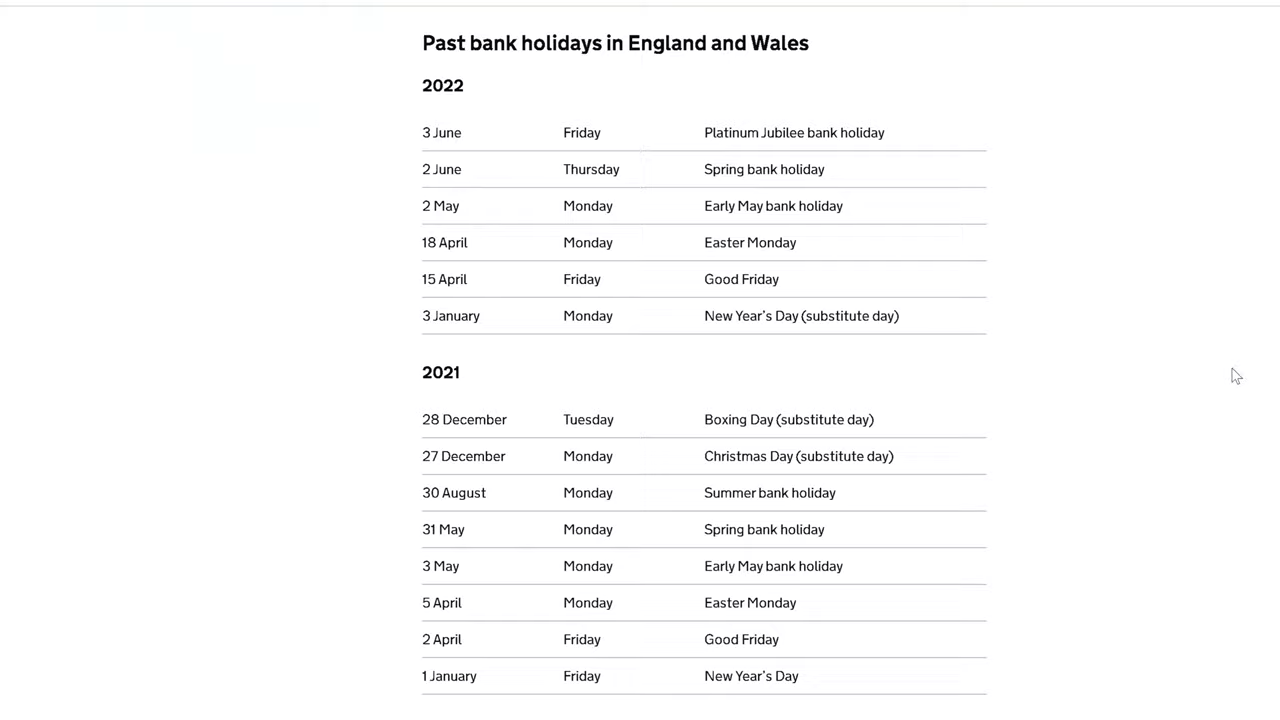 Past bank holidays in England and Wales
2022
3 June Friday Platinum Jubilee bank holiday
2 June Thursday Spring bank holiday
2 May Monday Early May bank holiday
18 April Monday Easter Monday
15 April Friday Good Friday
3 January Monday New Year's Day (substitute day)
2021
28 December Tuesday Boxing Day (substitute day)
27 December Monday Christmas Day (substitute day)
30 August Monday Summer bank holiday
31 May Monday Spring bank holiday
3 May Monday Early May bank holiday
5 April Monday Easter Monday
2 April Friday Good Friday
1 January Friday New Year's Day